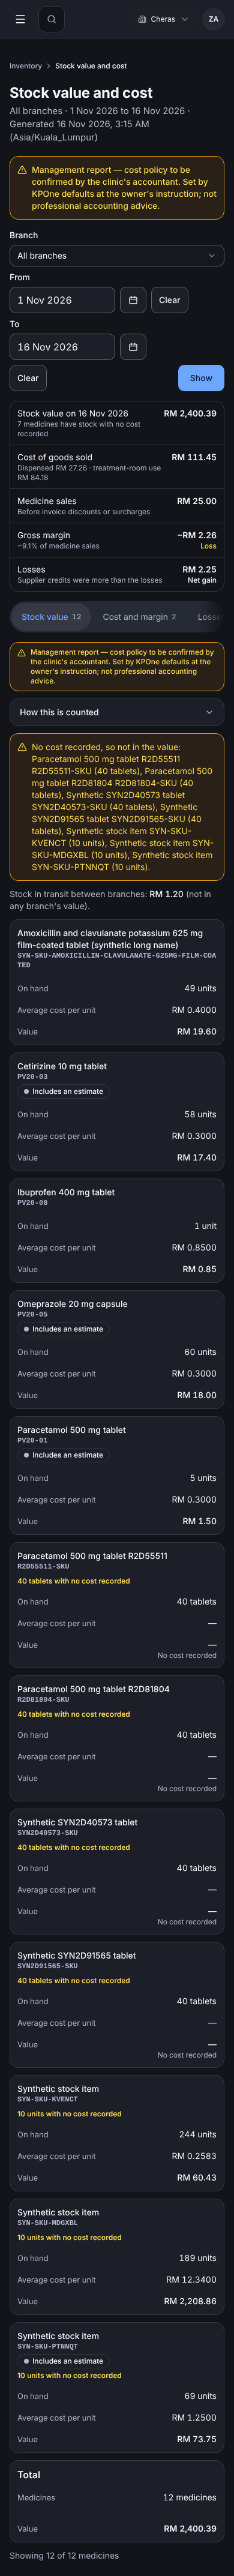 Cheras
ZA
Inventory > Stock value and cost
Stock value and cost
All branches · 1 Nov 2026 to 16 Nov 2026 ·
Generated 16 Nov 2026, 3:15 AM
(Asia/Kuala_Lumpur)
Management report — cost policy to be
confirmed by the clinic's accountant. Set by
KPOne defaults at the owner's instruction; not
professional accounting advice.
Branch
All branches
From
1 Nov 2026
Clear
To
16 Nov 2026
Clear
Show
Stock value on 16 Nov 2026
RM 2,400.39
7 medicines have stock with no cost
recorded
Cost of goods sold
RM 111.45
Dispensed RM 27.26 · treatment-room use
RM 84.18
Medicine sales
RM 25.00
Before invoice discounts or surcharges
Gross margin
−RM 2.26
−9.1% of medicine sales
Loss
Losses
RM 2.25
Supplier credits were more than the losses
Net gain
Stock value 12
Cost and margin 2
Losse
Management report — cost policy to be confirmed by
the clinic's accountant. Set by KPOne defaults at the
owner's instruction; not professional accounting
advice.
How this is counted
No cost recorded, so not in the value:
Paracetamol 500 mg tablet R2D55511
R2D55511-SKU (40 tablets), Paracetamol 500
mg tablet R2D81804 R2D81804-SKU (40
tablets), Synthetic SYN2D40573 tablet
SYN2D40573-SKU (40 tablets), Synthetic
SYN2D91565 tablet SYN2D91565-SKU (40
tablets), Synthetic stock item SYN-SKU-
KVENCT (10 units), Synthetic stock item SYN-
SKU-MDGXBL (10 units), Synthetic stock item
SYN-SKU-PTNNQT (10 units).
Stock in transit between branches: RM 1.20 (not in
any branch's value).
Amoxicillin and clavulanate potassium 625 mg
film-coated tablet (synthetic long name)
SYN-SKU-AMOXICILLIN-CLAVULANATE-625MG-FILM-COA
TED
On hand
49 units
Average cost per unit
RM 0.4000
Value
RM 19.60
Cetirizine 10 mg tablet
PV20-03
Includes an estimate
On hand
58 units
Average cost per unit
RM 0.3000
Value
RM 17.40
Ibuprofen 400 mg tablet
PV20-08
On hand
1 unit
Average cost per unit
RM 0.8500
Value
RM 0.85
Omeprazole 20 mg capsule
PV20-05
Includes an estimate
On hand
60 units
Average cost per unit
RM 0.3000
Value
RM 18.00
Paracetamol 500 mg tablet
PV20-01
Includes an estimate
On hand
5 units
Average cost per unit
RM 0.3000
Value
RM 1.50
Paracetamol 500 mg tablet R2D55511
R2D55511-SKU
40 tablets with no cost recorded
On hand
40 tablets
Average cost per unit
—
Value
—
No cost recorded
Paracetamol 500 mg tablet R2D81804
R2D81804-SKU
40 tablets with no cost recorded
On hand
40 tablets
Average cost per unit
—
Value
—
No cost recorded
Synthetic SYN2D40573 tablet
SYN2D40573-SKU
40 tablets with no cost recorded
On hand
40 tablets
Average cost per unit
—
Value
—
No cost recorded
Synthetic SYN2D91565 tablet
SYN2D91565-SKU
40 tablets with no cost recorded
On hand
40 tablets
Average cost per unit
—
Value
—
No cost recorded
Synthetic stock item
SYN-SKU-KVENCT
10 units with no cost recorded
On hand
244 units
Average cost per unit
RM 0.2583
Value
RM 60.43
Synthetic stock item
SYN-SKU-MDGXBL
10 units with no cost recorded
On hand
189 units
Average cost per unit
RM 12.3400
Value
RM 2,208.86
Synthetic stock item
SYN-SKU-PTNNQT
Includes an estimate
10 units with no cost recorded
On hand
69 units
Average cost per unit
RM 1.2500
Value
RM 73.75
Total
Medicines
12 medicines
Value
RM 2,400.39
Showing 12 of 12 medicines